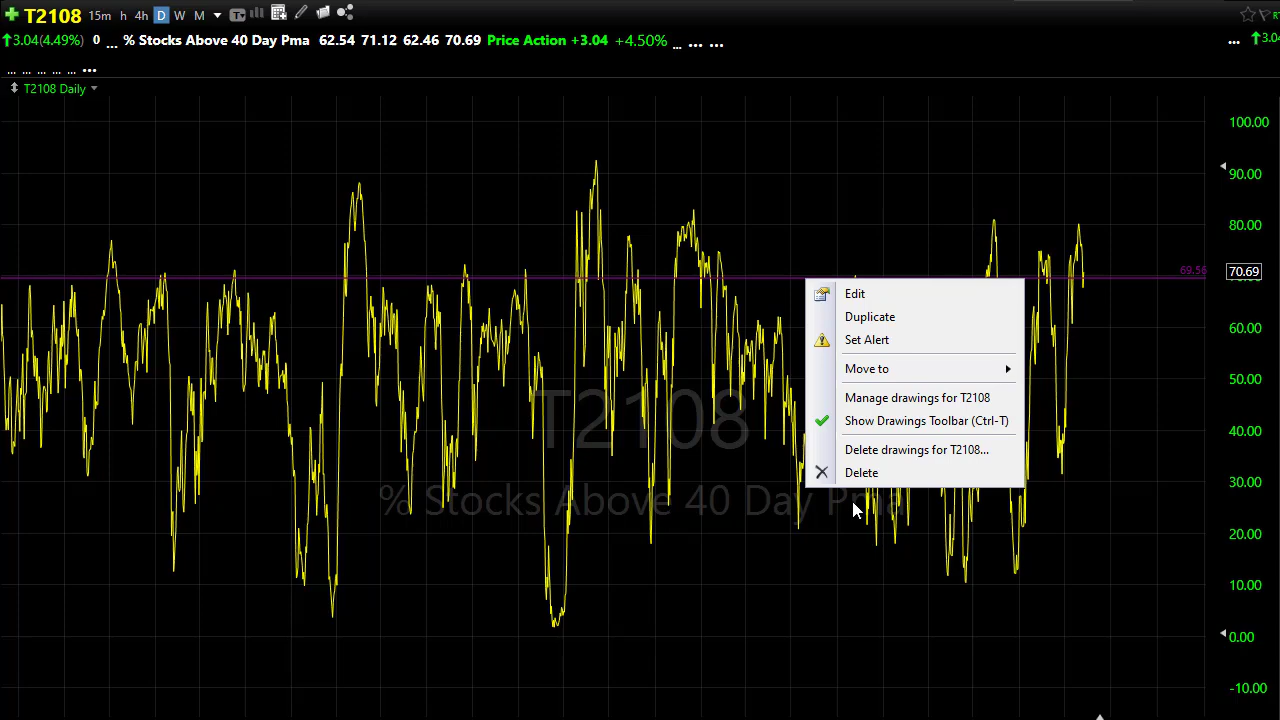 T2108 15m h 4h D W M
3.04(4.49%) 0 ... % Stocks Above 40 Day Pma 62.54 71.12 62.46 70.69 Price Action +3.04 +4.50% ... ... ... ... 3.04
... ... ... ... ... ...
T2108 Daily
100.00
90.00
80.00
69.56 70.69
60.00
50.00
40.00
30.00
20.00
10.00
0.00
-10.00
T2108
% Stocks Above 40 Day Pma
Edit
Duplicate
Set Alert
Move to
Manage drawings for T2108
Show Drawings Toolbar (Ctrl-T)
Delete drawings for T2108...
Delete